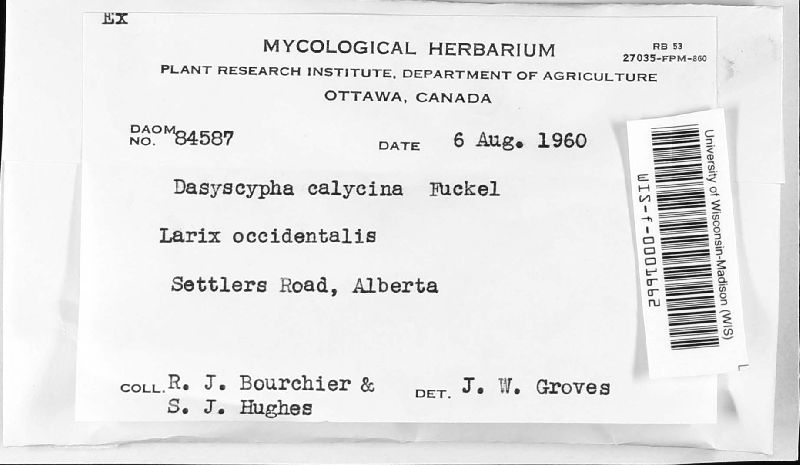 EX
MYCOLOGICAL HERBARIUM
RB 53
27035-FPM-860
PLANT RESEARCH INSTITUTE, DEPARTMENT OF AGRICULTURE
OTTAWA, CANADA
DAOM
NO. 84587
DATE 6 Aug. 1960
Dasyscypha calycina Fuckel
Larix occidentalis
Settlers Road, Alberta
COLL. R. J. Bourchier &
S. J. Hughes
DET. J. W. Groves
University of Wisconsin-Madison (WIS)